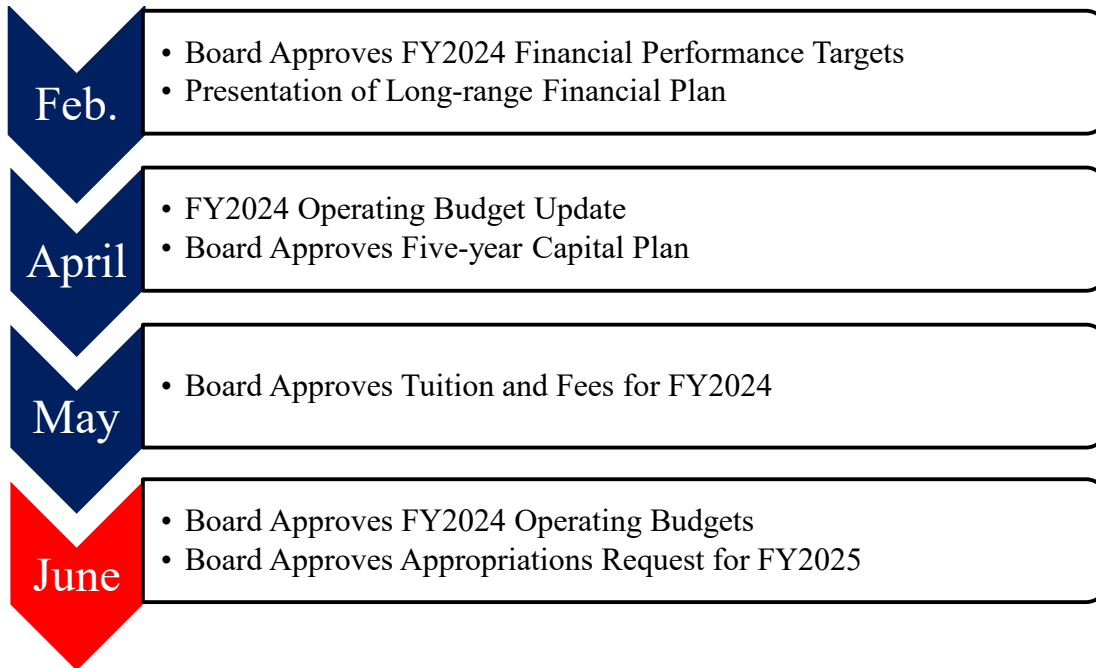 Feb.
• Board Approves FY2024 Financial Performance Targets
• Presentation of Long-range Financial Plan
April
• FY2024 Operating Budget Update
• Board Approves Five-year Capital Plan
May
• Board Approves Tuition and Fees for FY2024
June
• Board Approves FY2024 Operating Budgets
• Board Approves Appropriations Request for FY2025